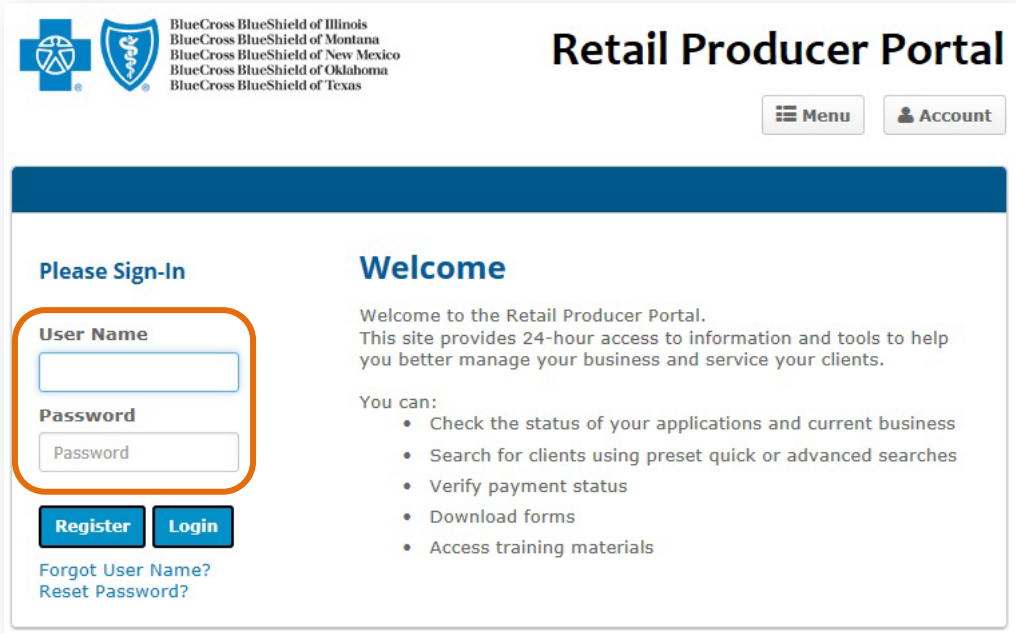 BlueCross BlueShield of Illinois
BlueCross BlueShield of Montana
BlueCross BlueShield of New Mexico
BlueCross BlueShield of Oklahoma
BlueCross BlueShield of Texas
Retail Producer Portal
Menu
Account
Please Sign-In
User Name
Password
Password
Register
Login
Forgot User Name?
Reset Password?
Welcome
Welcome to the Retail Producer Portal.
This site provides 24-hour access to information and tools to help
you better manage your business and service your clients.
You can:
• Check the status of your applications and current business
• Search for clients using preset quick or advanced searches
• Verify payment status
• Download forms
• Access training materials